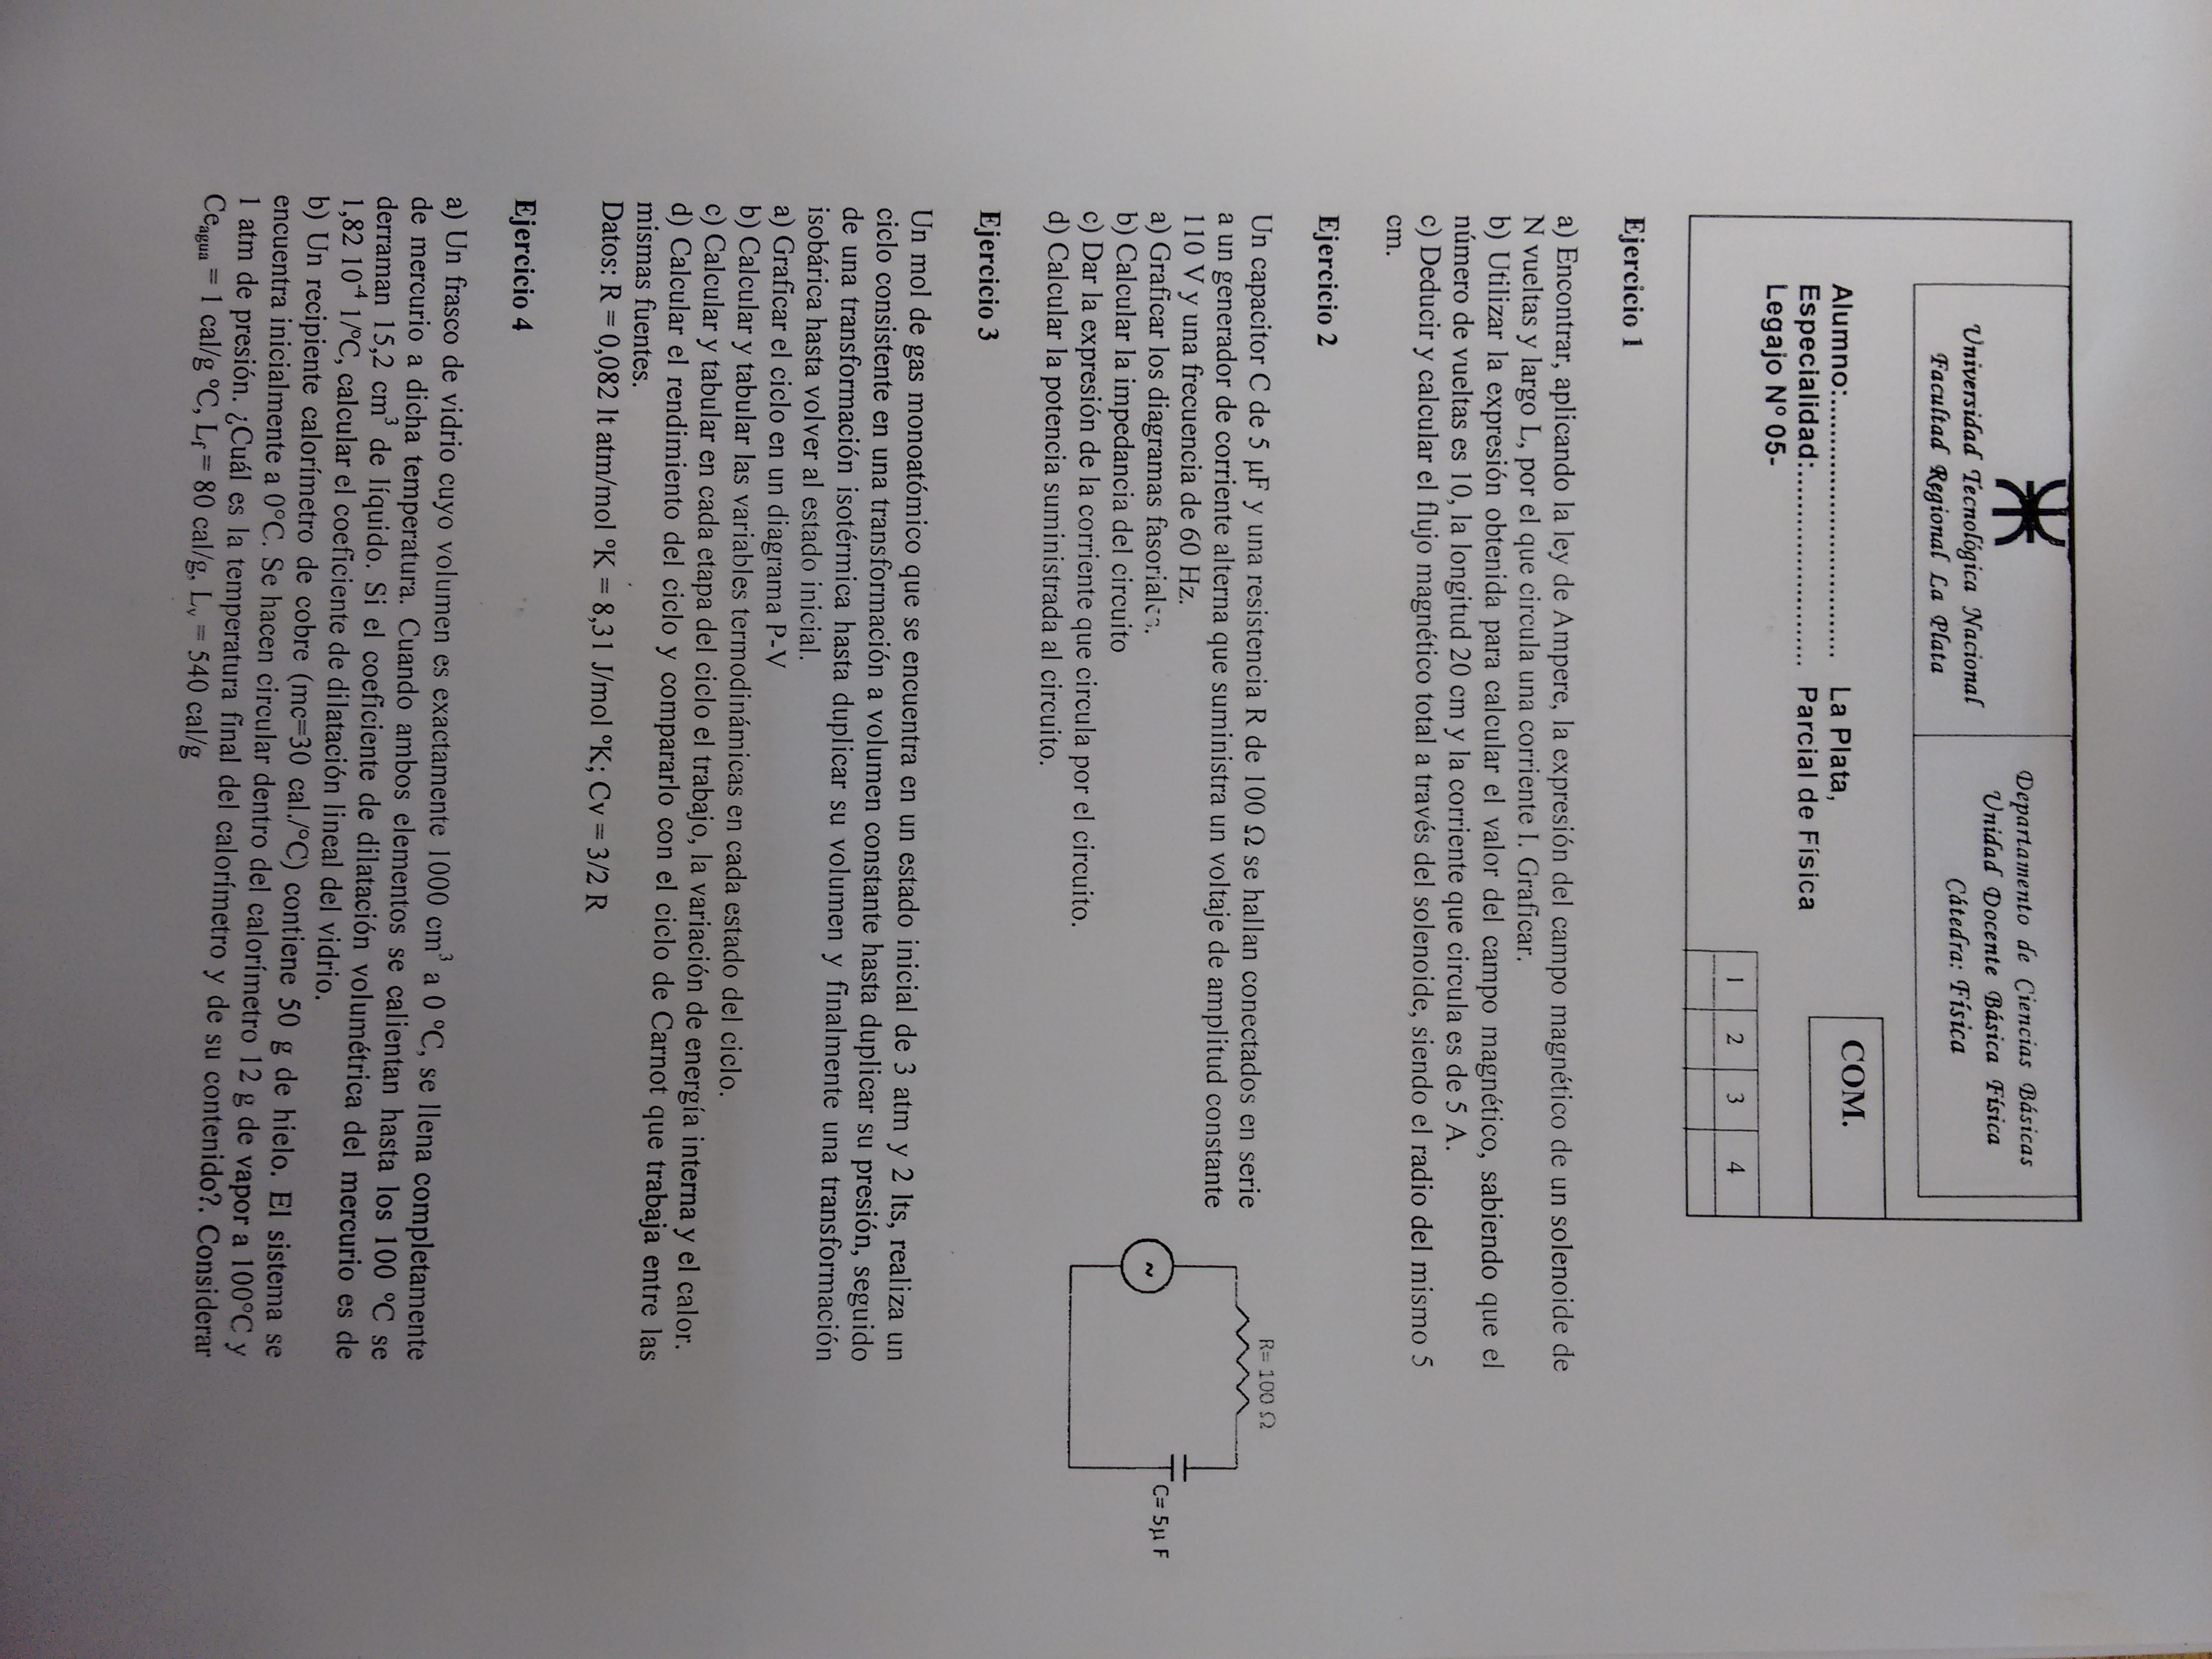 Universidad Tecnológica Nacional
Facultad Regional La Plata
Departamento de Ciencias Básicas
Unidad Docente Básica Física
Cátedra: Física
Alumno:................................. La Plata,
Especialidad:......................... Parcial de Física
Legajo Nº 05-
COM.
1 2 3 4
Ejercicio 1
a) Encontrar, aplicando la ley de Ampere, la expresión del campo magnético de un solenoide de
N vueltas y largo L, por el que circula una corriente I. Graficar.
b) Utilizar la expresión obtenida para calcular el valor del campo magnético, sabiendo que el
número de vueltas es 10, la longitud 20 cm y la corriente que circula es de 5 A.
c) Deducir y calcular el flujo magnético total a través del solenoide, siendo el radio del mismo 5
cm.
Ejercicio 2
Un capacitor C de 5 μF y una resistencia R de 100 Ω se hallan conectados en serie
a un generador de corriente alterna que suministra un voltaje de amplitud constante
110 V y una frecuencia de 60 Hz.
a) Graficar los diagramas fasoriales.
b) Calcular la impedancia del circuito
c) Dar la expresión de la corriente que circula por el circuito.
d) Calcular la potencia suministrada al circuito.
R= 100 Ω
~
C= 5μ F
Ejercicio 3
Un mol de gas monoatómico que se encuentra en un estado inicial de 3 atm y 2 lts, realiza un
ciclo consistente en una transformación a volumen constante hasta duplicar su presión, seguido
de una transformación isotérmica hasta duplicar su volumen y finalmente una transformación
isobárica hasta volver al estado inicial.
a) Graficar el ciclo en un diagrama P-V
b) Calcular y tabular las variables termodinámicas en cada estado del ciclo.
c) Calcular y tabular en cada etapa del ciclo el trabajo, la variación de energía interna y el calor.
d) Calcular el rendimiento del ciclo y compararlo con el ciclo de Carnot que trabaja entre las
mismas fuentes.
Datos: R = 0,082 lt atm/mol ºK = 8,31 J/mol ºK; Cv = 3/2 R
Ejercicio 4
a) Un frasco de vidrio cuyo volumen es exactamente 1000 cm³ a 0 ºC, se llena completamente
de mercurio a dicha temperatura. Cuando ambos elementos se calientan hasta los 100 ºC se
derraman 15,2 cm³ de líquido. Si el coeficiente de dilatación volumétrica del mercurio es de
1,82 10⁻⁴ 1/ºC, calcular el coeficiente de dilatación lineal del vidrio.
b) Un recipiente calorímetro de cobre (mc=30 cal./ºC) contiene 50 g de hielo. El sistema se
encuentra inicialmente a 0°C. Se hacen circular dentro del calorímetro 12 g de vapor a 100°C y
1 atm de presión. ¿Cuál es la temperatura final del calorímetro y de su contenido?. Considerar
Ceagua = 1 cal/g ºC, Lf = 80 cal/g, Lv = 540 cal/g